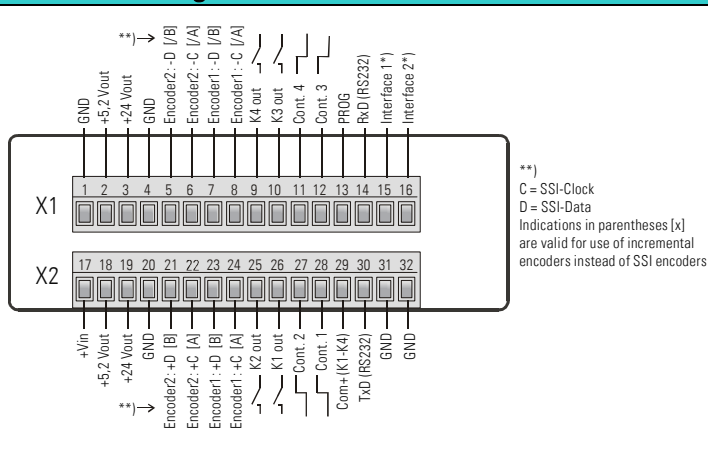 **)
Encoder2: -D [/B]
Encoder2: -C [/A]
Encoder1: -D [/B]
Encoder1: -C [/A]
GND
+5,2 Vout
+24 Vout
GND
K4 out
K3 out
Cont. 4
Cont. 3
PROG
RxD (RS232)
Interface 1*)
Interface 2*)
X1
1 2 3 4 5 6 7 8 9 10 11 12 13 14 15 16
X2
17 18 19 20 21 22 23 24 25 26 27 28 29 30 31 32
+Vin
+5,2 Vout
+24 Vout
GND
Encoder2: +D [B]
Encoder2: +C [A]
Encoder1: +D [B]
Encoder1: +C [A]
K2 out
K1 out
Cont. 2
Cont. 1
Com+ (K1-K4)
TxD (RS232)
GND
GND
**)
**)
C = SSI-Clock
D = SSI-Data
Indications in parentheses [x]
are valid for use of incremental
encoders instead of SSI encoders